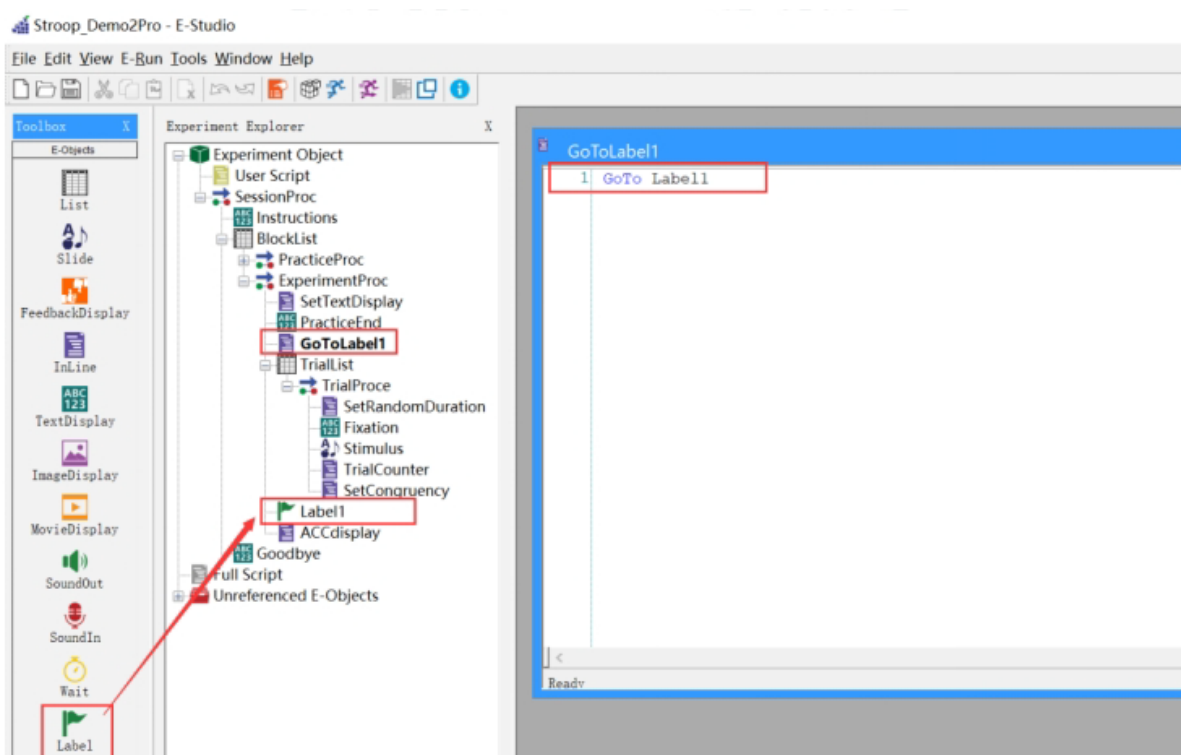 Stroop_Demo2Pro - E-Studio
File Edit View E-Run Tools Window Help
Toolbox X
E-Objects
List
Slide
FeedbackDisplay
InLine
ABC
123
TextDisplay
ImageDisplay
MovieDisplay
SoundOut
SoundIn
Wait
Label
Experiment Explorer X
Experiment Object
User Script
SessionProc
Instructions
BlockList
PracticeProc
ExperimentProc
SetTextDisplay
PracticeEnd
GoToLabel1
TrialList
TrialProce
SetRandomDuration
Fixation
Stimulus
TrialCounter
SetCongruency
Label1
ACCdisplay
Goodbye
Full Script
Unreferenced E-Objects
GoToLabel1
1 GoTo Label1
Ready